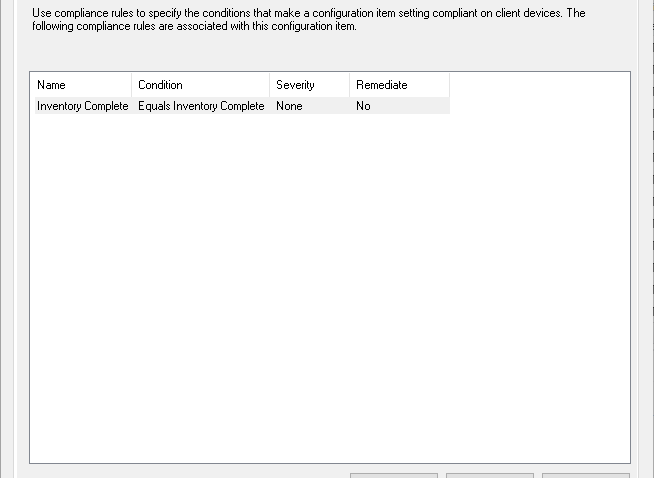 Use compliance rules to specify the conditions that make a configuration item setting compliant on client devices. The
following compliance rules are associated with this configuration item.
Name Condition Severity Remediate
Inventory Complete Equals Inventory Complete None No